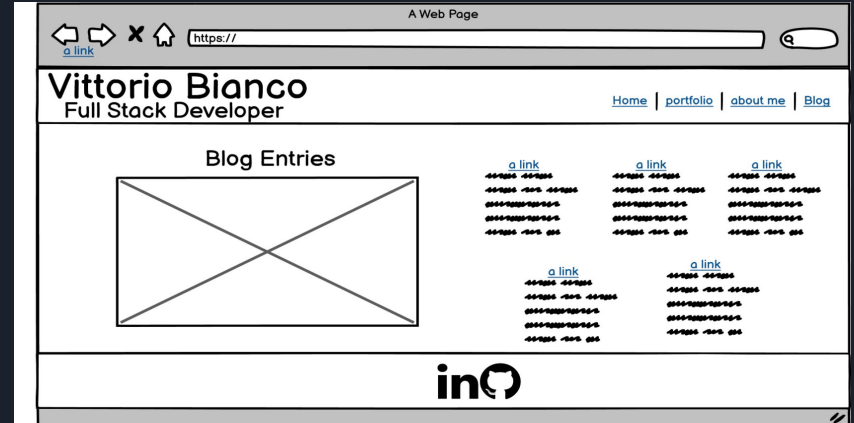 A Web Page
https://
a link
Vittorio Bianco
Full Stack Developer
Home | portfolio | about me | Blog
Blog Entries
a link
a link
a link
a link
a link
in